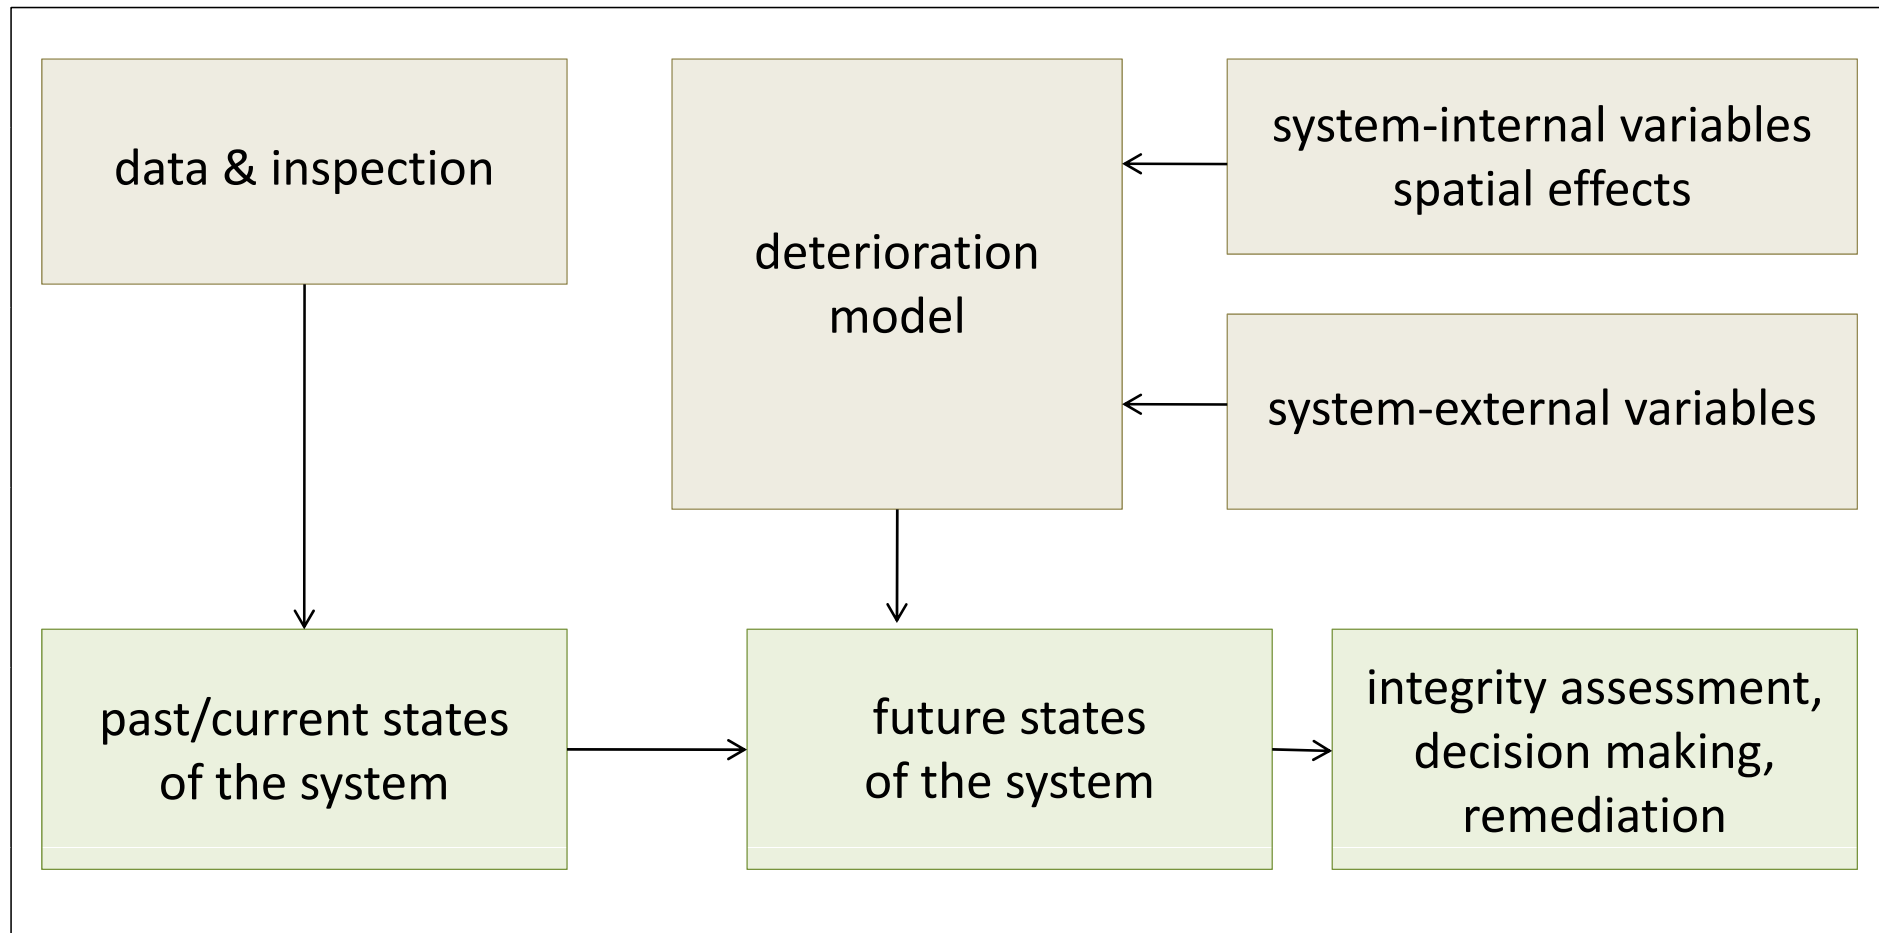 data & inspection
deterioration
model
system-internal variables
spatial effects
system-external variables
past/current states
of the system
future states
of the system
integrity assessment,
decision making,
remediation